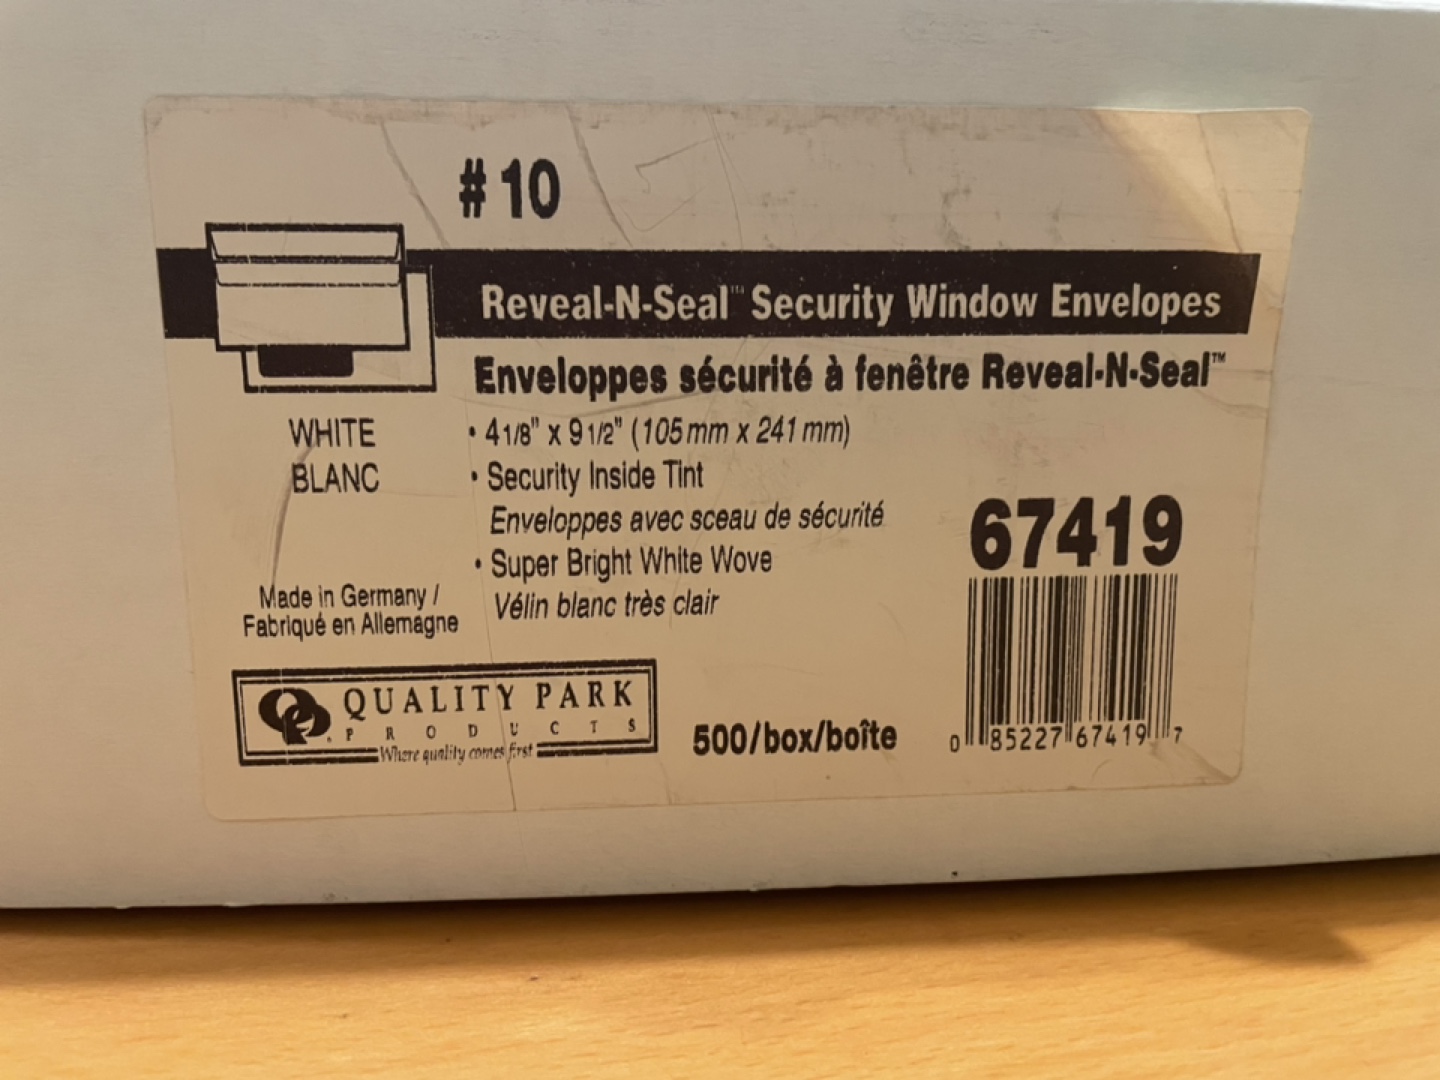 # 10
Reveal-N-Seal™ Security Window Envelopes
Enveloppes sécurité à fenêtre Reveal-N-Seal™
WHITE
BLANC
• 4 1/8" x 9 1/2" (105 mm x 241 mm)
• Security Inside Tint
Enveloppes avec sceau de sécurité
• Super Bright White Wove
Vélin blanc très clair
Made in Germany /
Fabriqué en Allemagne
QUALITY PARK
PRODUCTS
Where quality comes first
500/box/boîte
67419
0 85227 67419 7